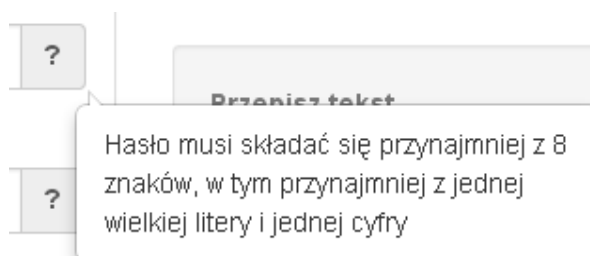 ?
Przepisz tekst
Hasło musi składać się przynajmniej z 8
znaków, w tym przynajmniej z jednej
wielkiej litery i jednej cyfry
?